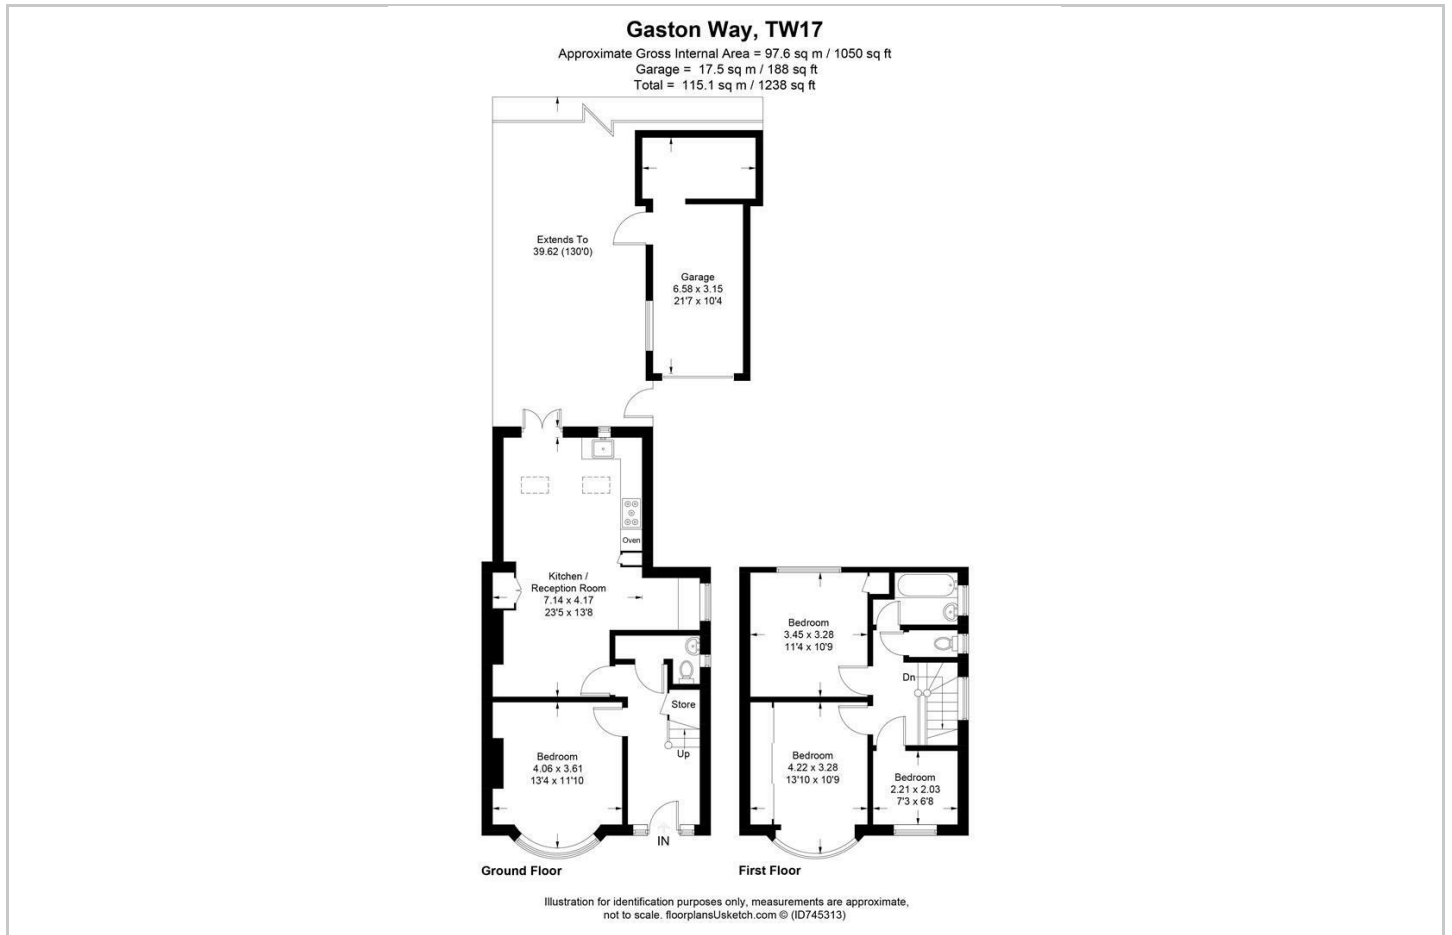 Gaston Way, TW17
Approximate Gross Internal Area = 97.6 sq m / 1050 sq ft
Garage = 17.5 sq m / 188 sq ft
Total = 115.1 sq m / 1238 sq ft
Extends To
39.62 (130'0)
Garage
6.58 x 3.15
21'7 x 10'4
Oven
Kitchen /
Reception Room
7.14 x 4.17
23'5 x 13'8
Store
Up
Bedroom
4.06 x 3.61
13'4 x 11'10
IN
Ground Floor
Bedroom
3.45 x 3.28
11'4 x 10'9
Dn
Bedroom
4.22 x 3.28
13'10 x 10'9
Bedroom
2.21 x 2.03
7'3 x 6'8
First Floor
Illustration for identification purposes only, measurements are approximate,
not to scale. floorplansUsketch.com © (ID745313)